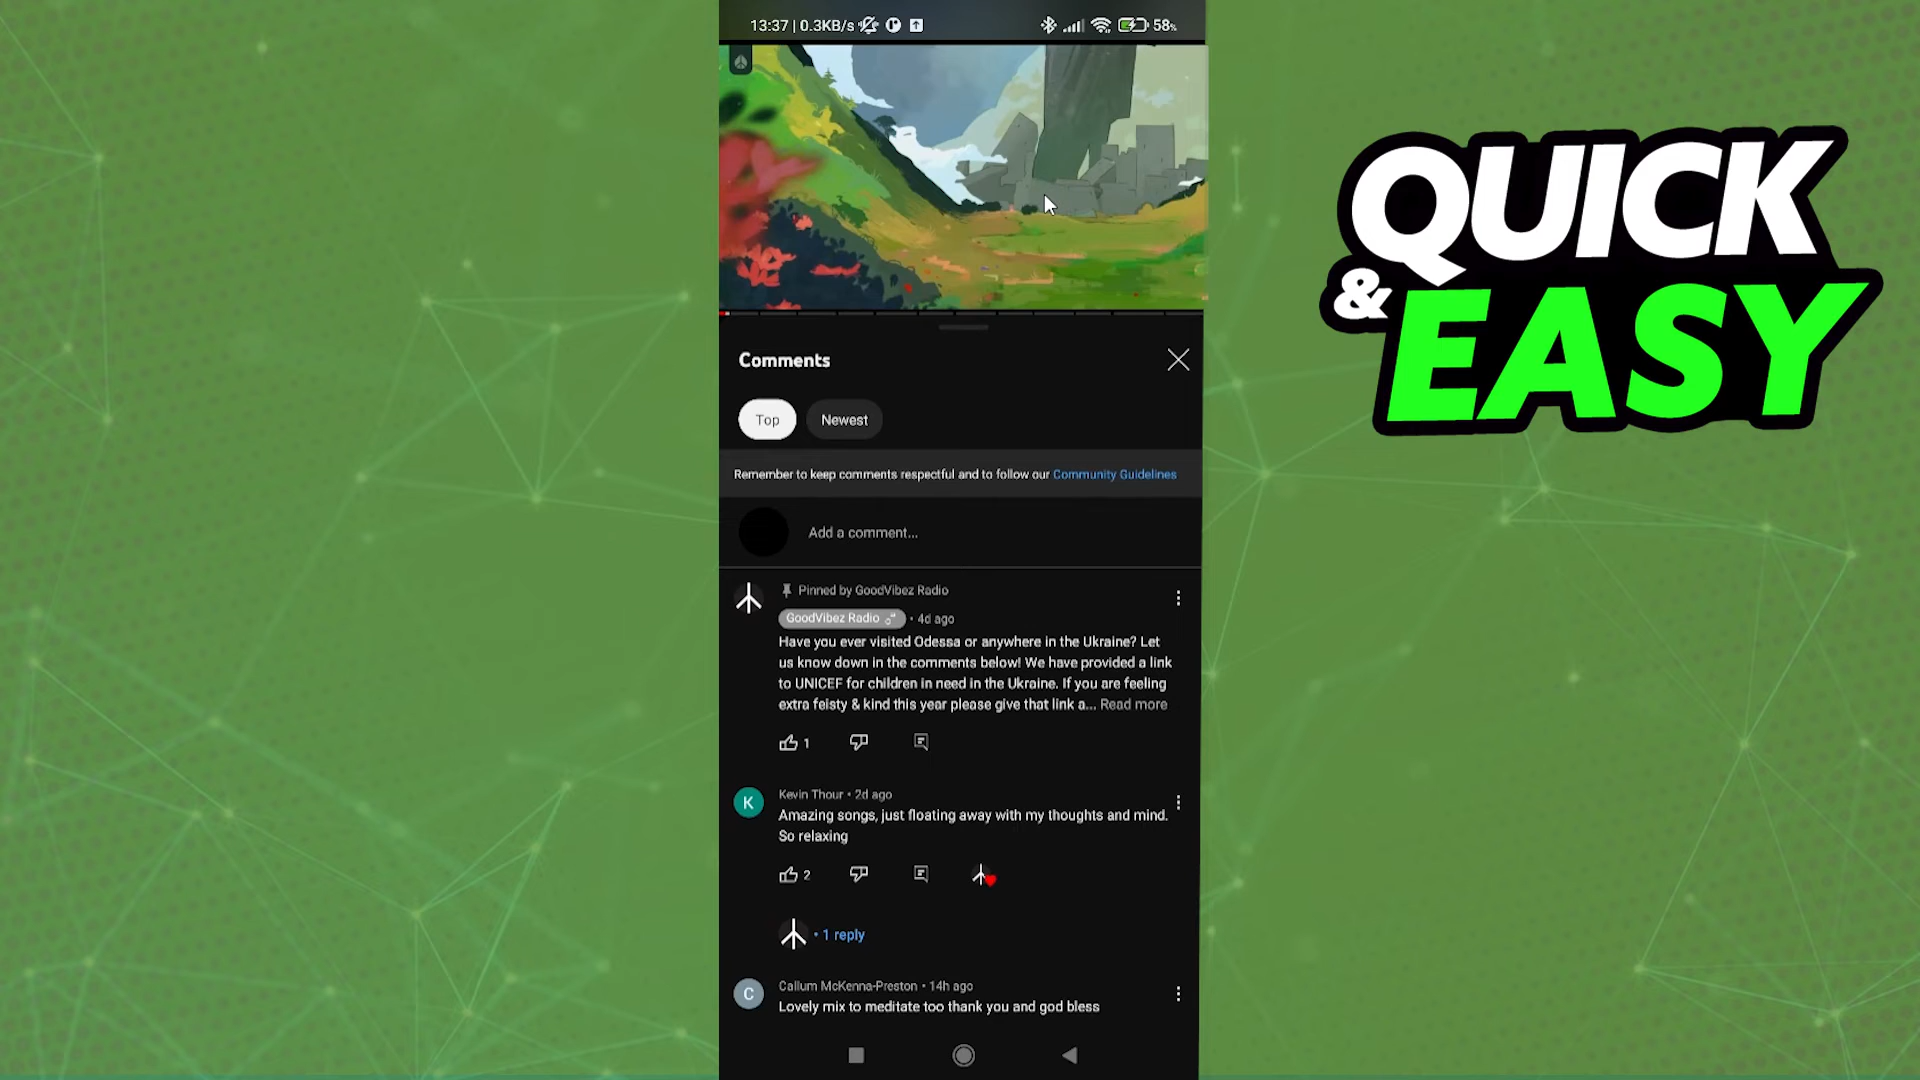 13:37 | 0.3KB/s
58%
QUICK
& EASY
Comments
Top
Newest
Remember to keep comments respectful and to follow our Community Guidelines
Add a comment...
Pinned by GoodVibez Radio
GoodVibez Radio • 4d ago
Have you ever visited Odessa or anywhere in the Ukraine? Let
us know down in the comments below! We have provided a link
to UNICEF for children in need in the Ukraine. If you are feeling
extra feisty & kind this year please give that link a... Read more
1
K
Kevin Thour • 2d ago
Amazing songs, just floating away with my thoughts and mind.
So relaxing
2
• 1 reply
C
Callum McKenna-Preston • 14h ago
Lovely mix to meditate too thank you and god bless